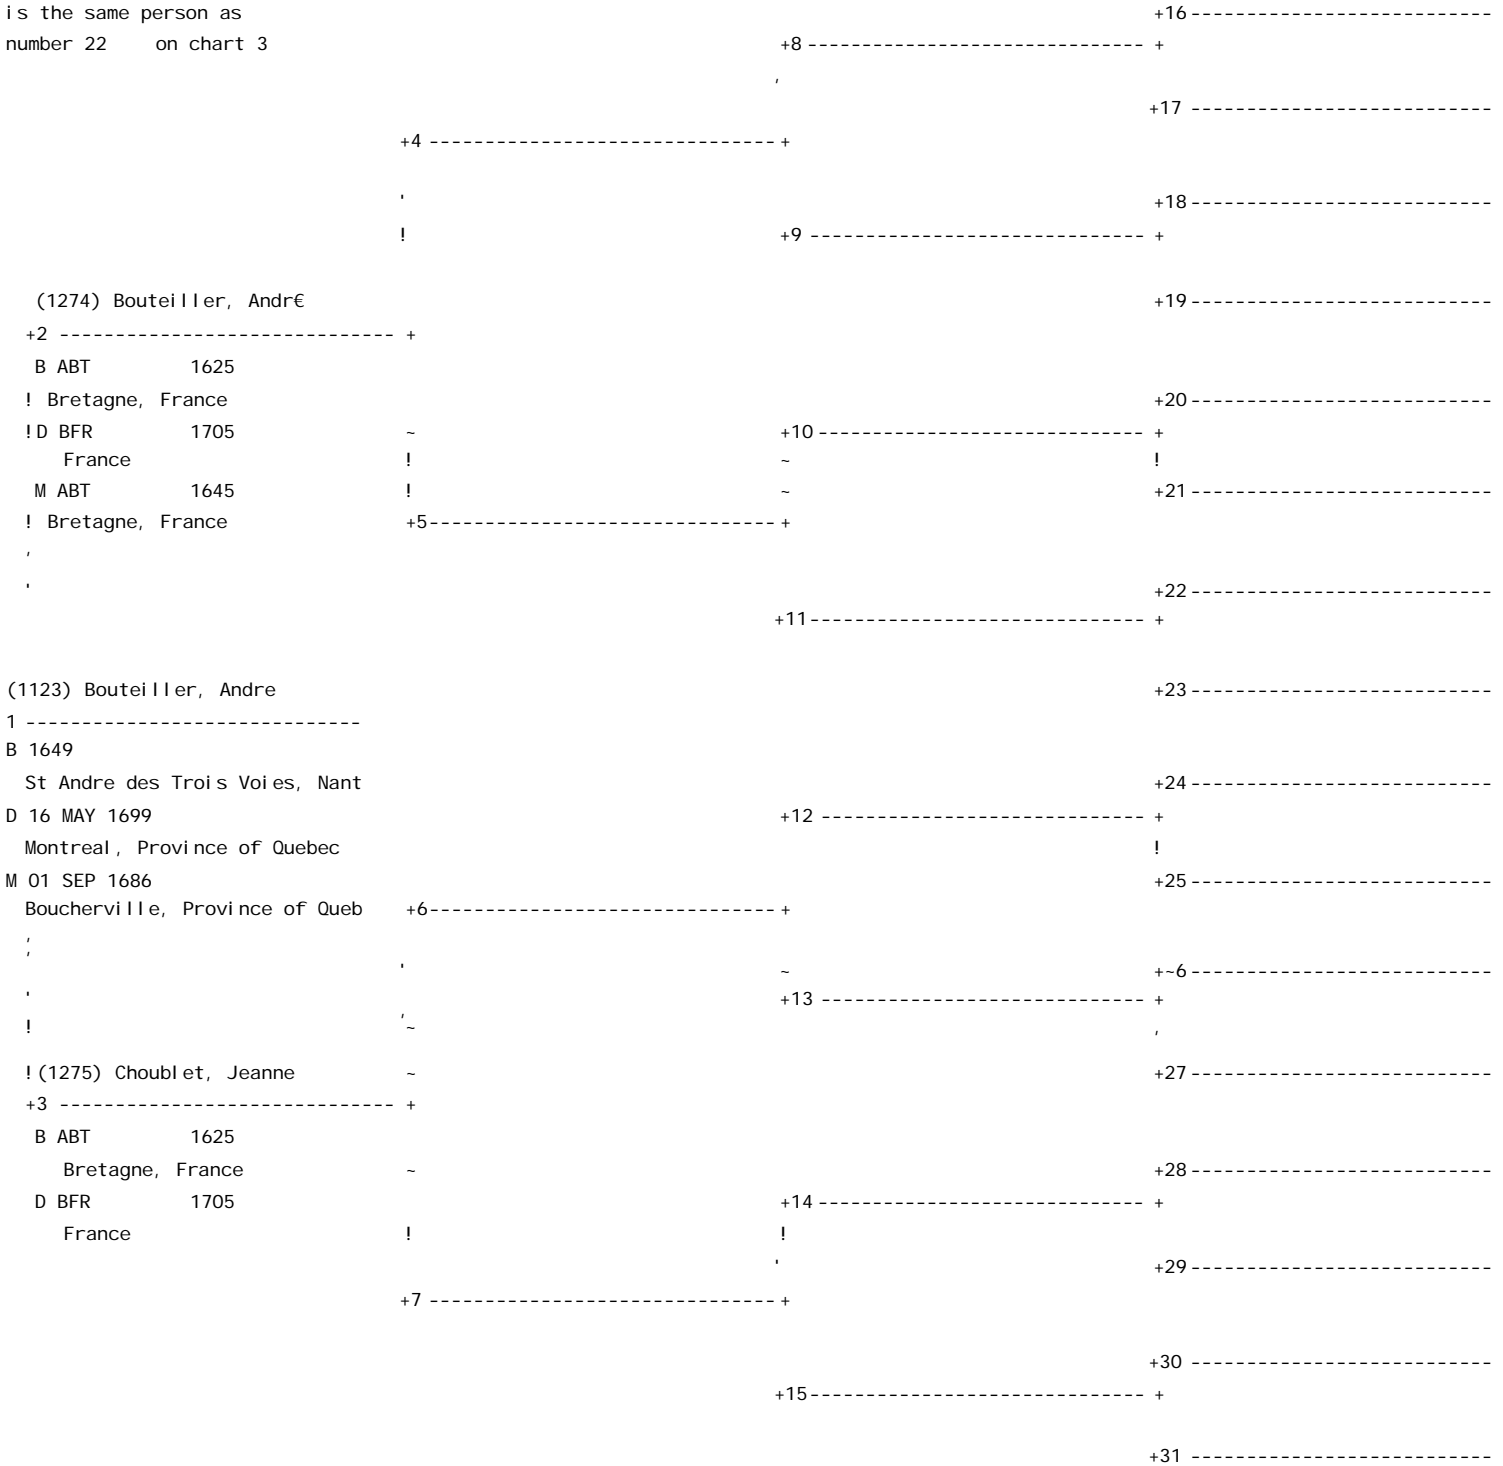 is the same person as +16---------------------------
number 22 on chart 3 +8------------------------------ +
,
+17 ---------------------------
+4 -------------------------------+
' +18---------------------------
! +9 ------------------------------ +
(1274) Bouteiller, Andr€ +19---------------------------
+2 ------------------------------ +
B ABT 1625
! Bretagne, France +20---------------------------
!D BFR 1705 ~ +10----------------------------- +
France ! ~ !
M ABT 1645 ! ~ +21---------------------------
! Bretagne, France +5-------------------------------+
,
' +22---------------------------
+11------------------------------ +
(1123) Bouteiller, Andre +23---------------------------
1 ------------------------------
B 1649
St Andre des Trois Voies, Nant +24---------------------------
D 16 MAY 1699 +12 ----------------------------- +
Montreal, Province of Quebec !
M 01 SEP 1686 +25---------------------------
Boucherville, Province of Queb +6-------------------------------+
,
,
' ~ +~6---------------------------
' +13 ----------------------------- +
,
! ~ ,
!(1275) Choublet, Jeanne ~ +27---------------------------
+3 ------------------------------ +
B ABT 1625
Bretagne, France ~ +28---------------------------
D BFR 1705 +14----------------------------- +
France ! !
' +29---------------------------
+7 -------------------------------+
+30 ---------------------------
+15------------------------------ +
+31 ---------------------------